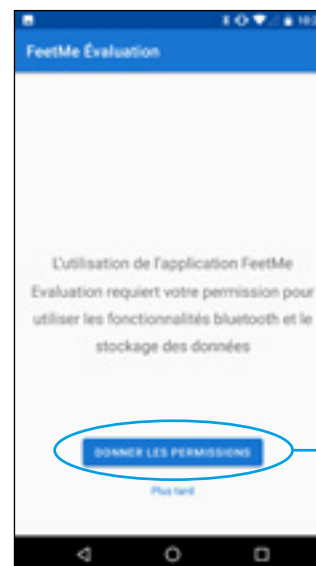 FeetMe Évaluation
L'utilisation de l'application FeetMe
Evaluation requiert votre permission pour
utiliser les fonctionnalités bluetooth et le
stockage des données
DONNER LES PERMISSIONS
Plus tard